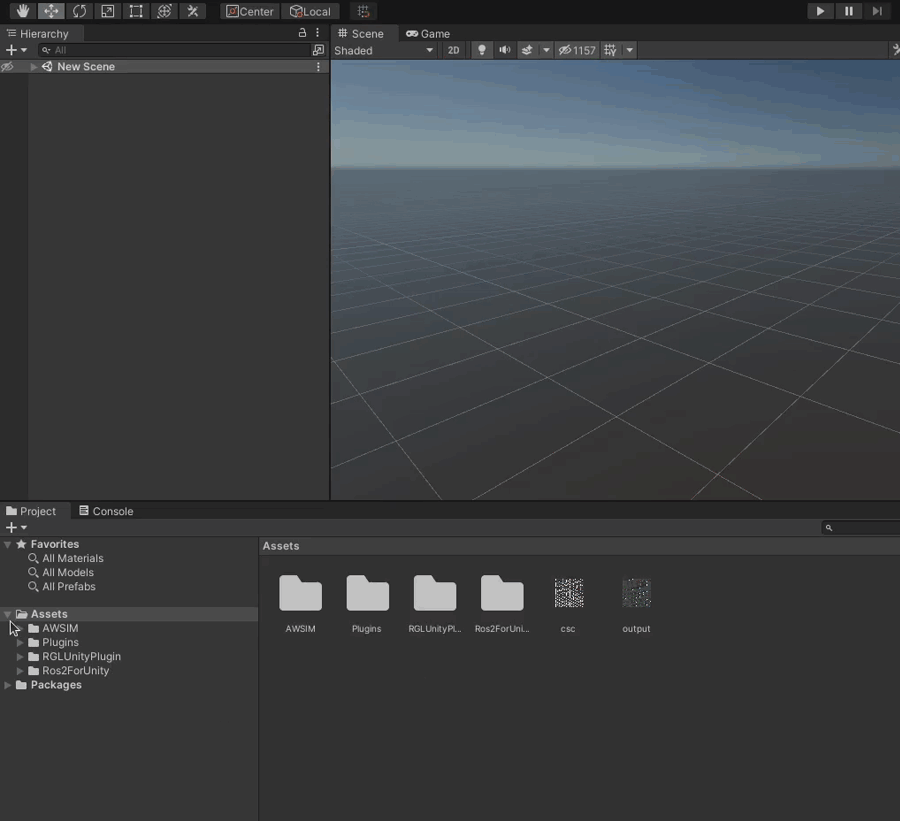 Center Local
Hierarchy
All
New Scene
Scene Game
Shaded 2D 1157
Project Console
Favorites
All Materials
All Models
All Prefabs
Assets
AWSIM
Plugins
RGLUnityPlugin
Ros2ForUnity
Packages
Assets
AWSIM Plugins RGLUnityPl... Ros2ForUni... csc output